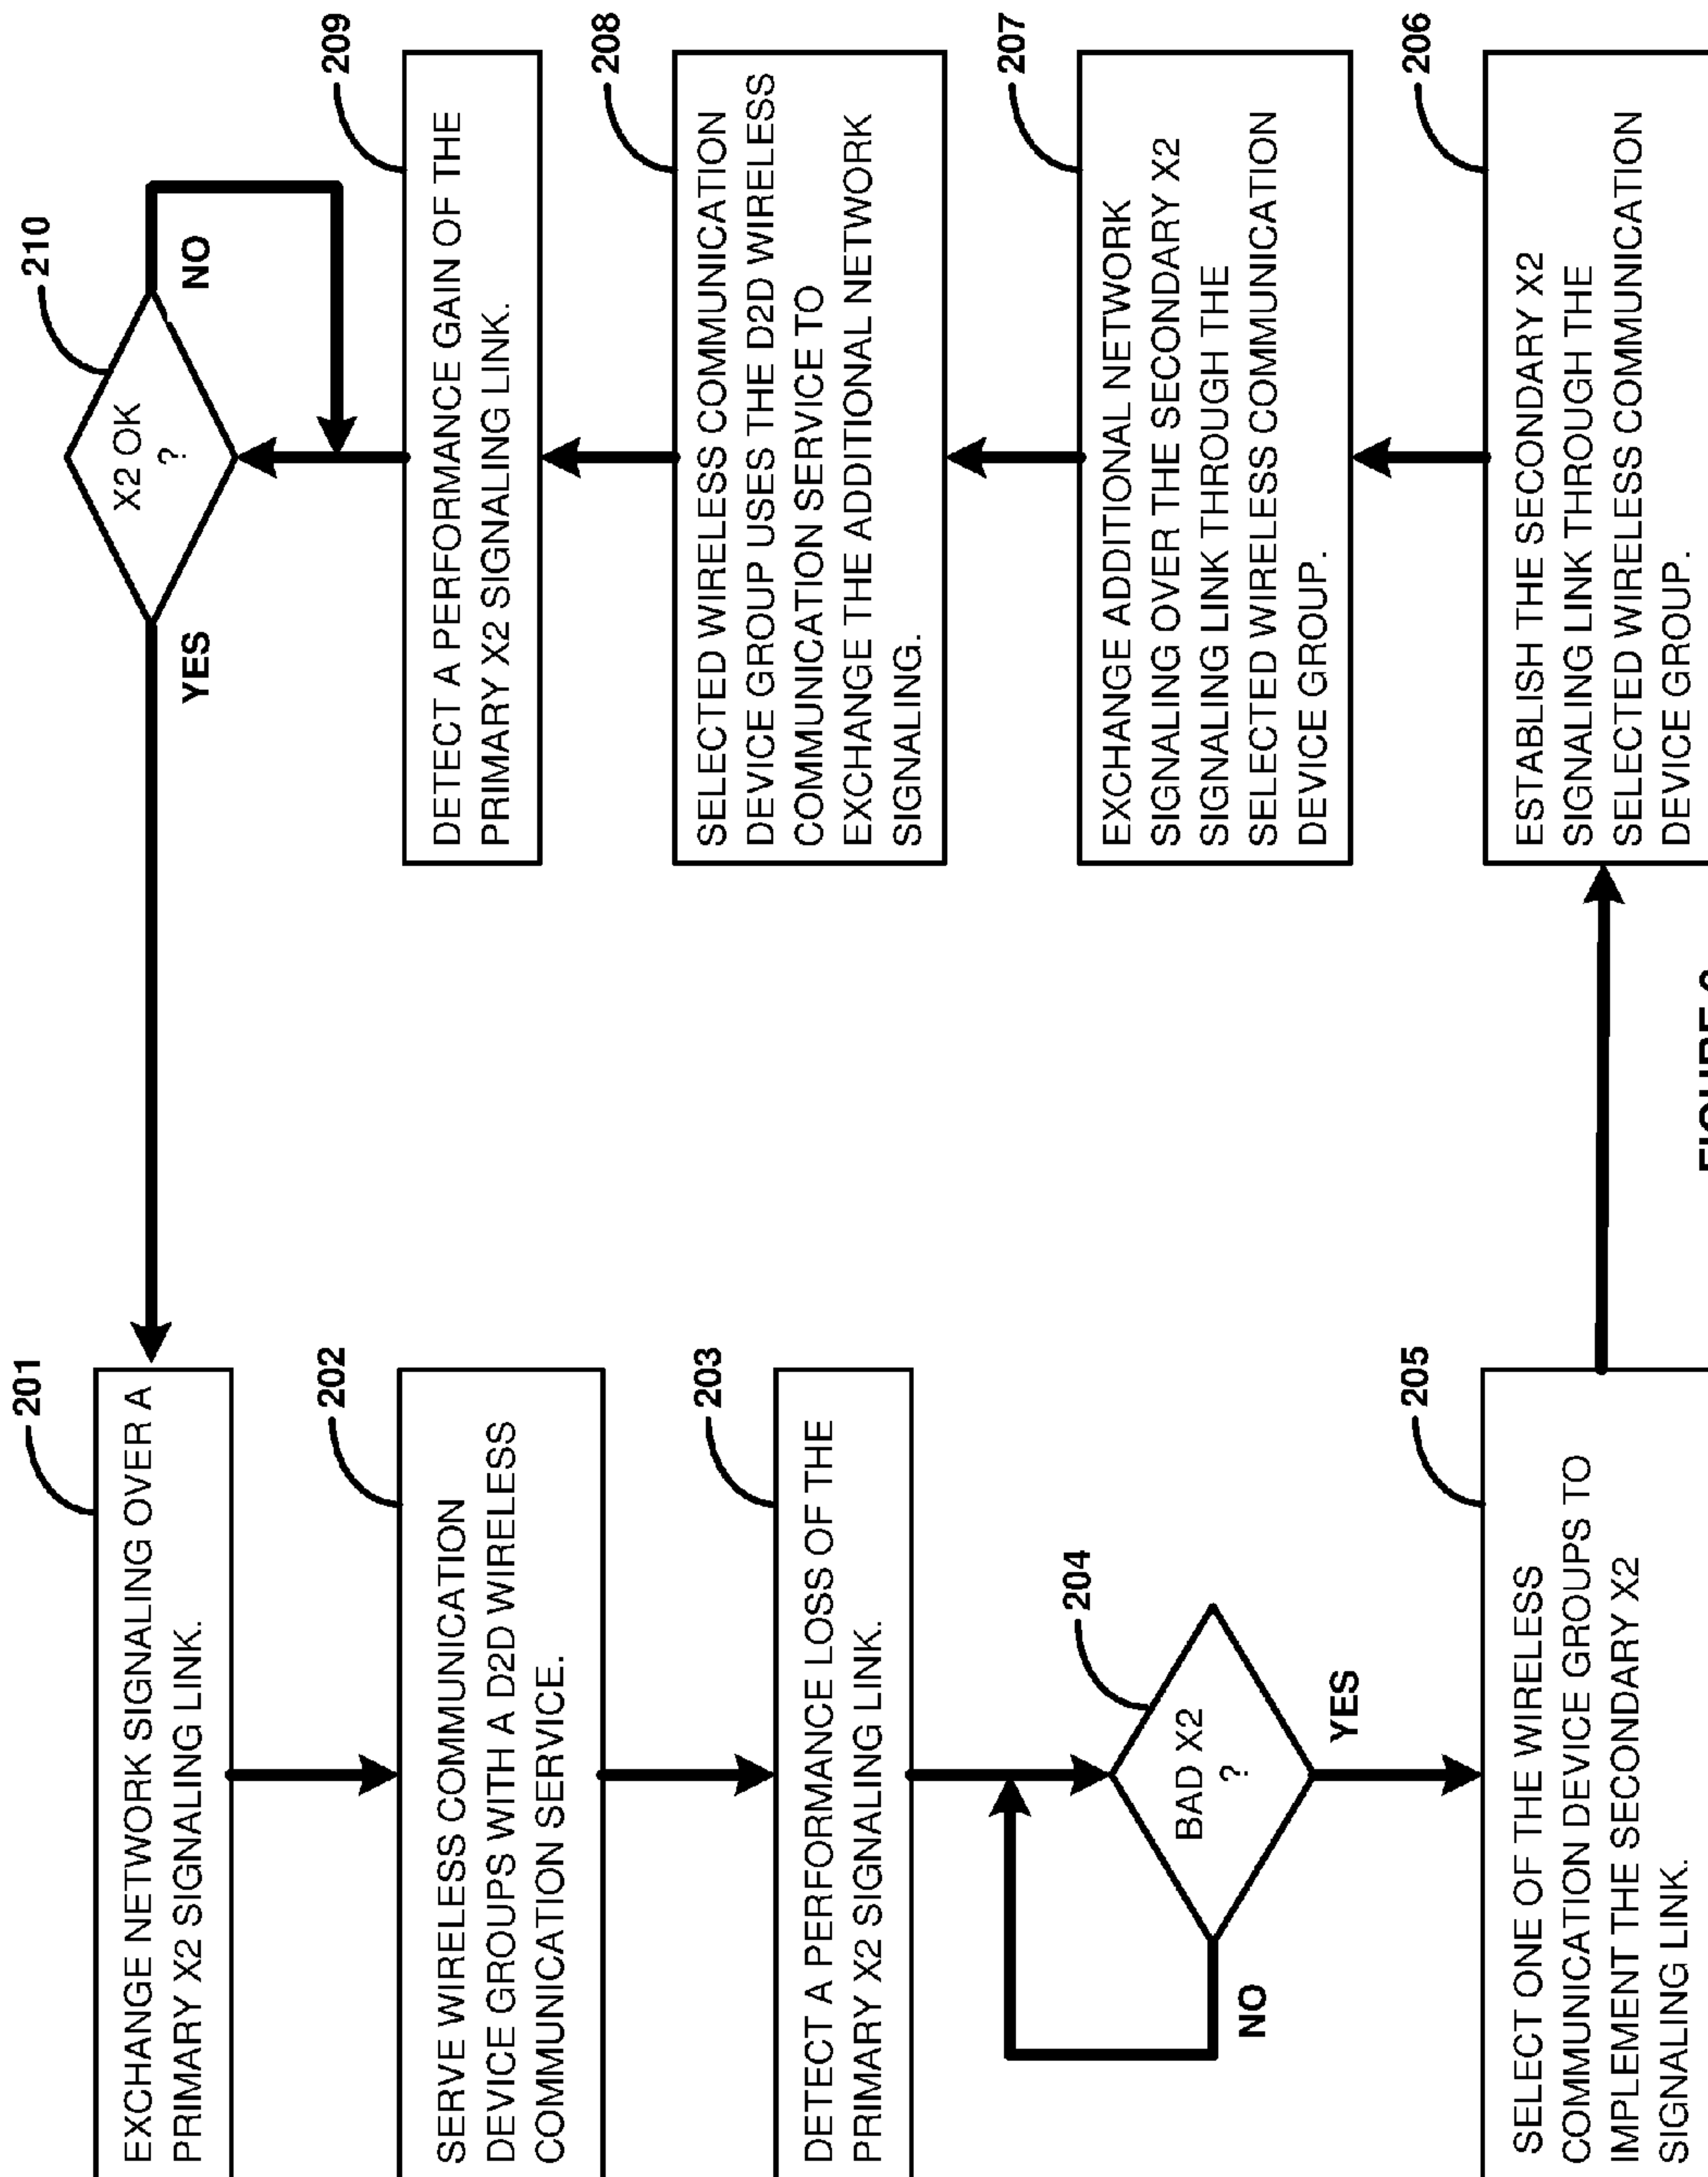 201
EXCHANGE NETWORK SIGNALING OVER A
PRIMARY X2 SIGNALING LINK.
202
SERVE WIRELESS COMMUNICATION
DEVICE GROUPS WITH A D2D WIRELESS
COMMUNICATION SERVICE.
203
DETECT A PERFORMANCE LOSS OF THE
PRIMARY X2 SIGNALING LINK.
204
BAD X2
?
NO
YES
205
SELECT ONE OF THE WIRELESS
COMMUNICATION DEVICE GROUPS TO
IMPLEMENT THE SECONDARY X2
SIGNALING LINK.
210
X2 OK
?
YES
NO
209
DETECT A PERFORMANCE GAIN OF THE
PRIMARY X2 SIGNALING LINK.
208
SELECTED WIRELESS COMMUNICATION
DEVICE GROUP USES THE D2D WIRELESS
COMMUNICATION SERVICE TO
EXCHANGE THE ADDITIONAL NETWORK
SIGNALING.
207
EXCHANGE ADDITIONAL NETWORK
SIGNALING OVER THE SECONDARY X2
SIGNALING LINK THROUGH THE
SELECTED WIRELESS COMMUNICATION
DEVICE GROUP.
206
ESTABLISH THE SECONDARY X2
SIGNALING LINK THROUGH THE
SELECTED WIRELESS COMMUNICATION
DEVICE GROUP.
FIGURE